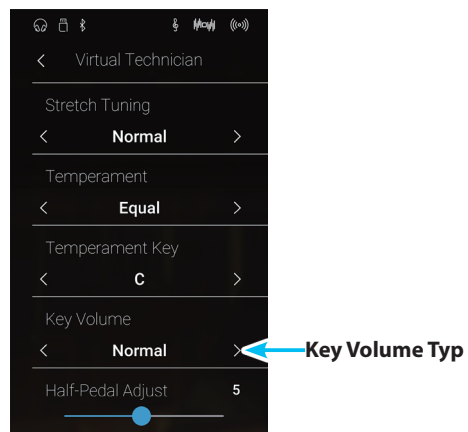 Virtual Technician
Stretch Tuning
Normal
Temperament
Equal
Temperament Key
C
Key Volume
Normal
Key Volume Typ
Half-Pedal Adjust 5